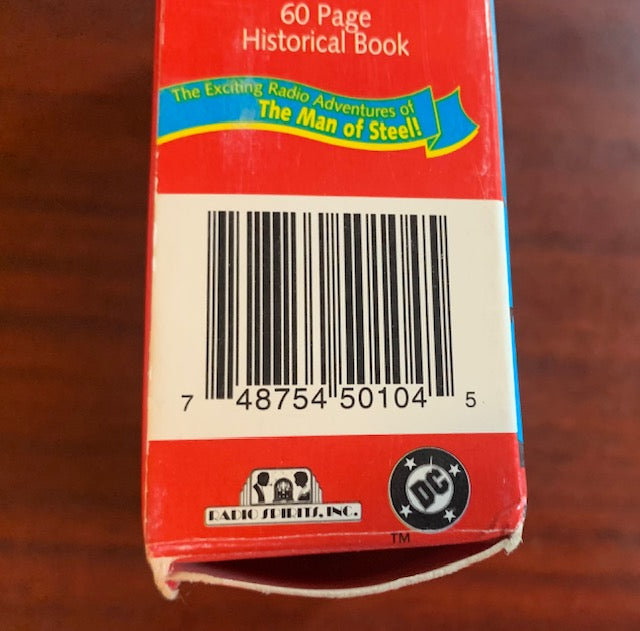 60 Page
Historical Book
The Exciting Radio Adventures of
The Man of Steel!
7 48754 50104 5
RADIO SPIRITS, INC.
DC
TM